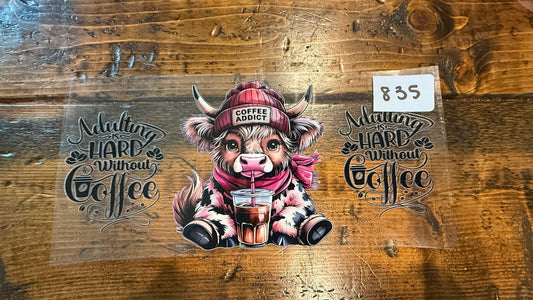 Adulting
is
HARD
Without
Coffee
COFFEE
ADDICT
835
Adulting
is
HARD
Without
Coffee